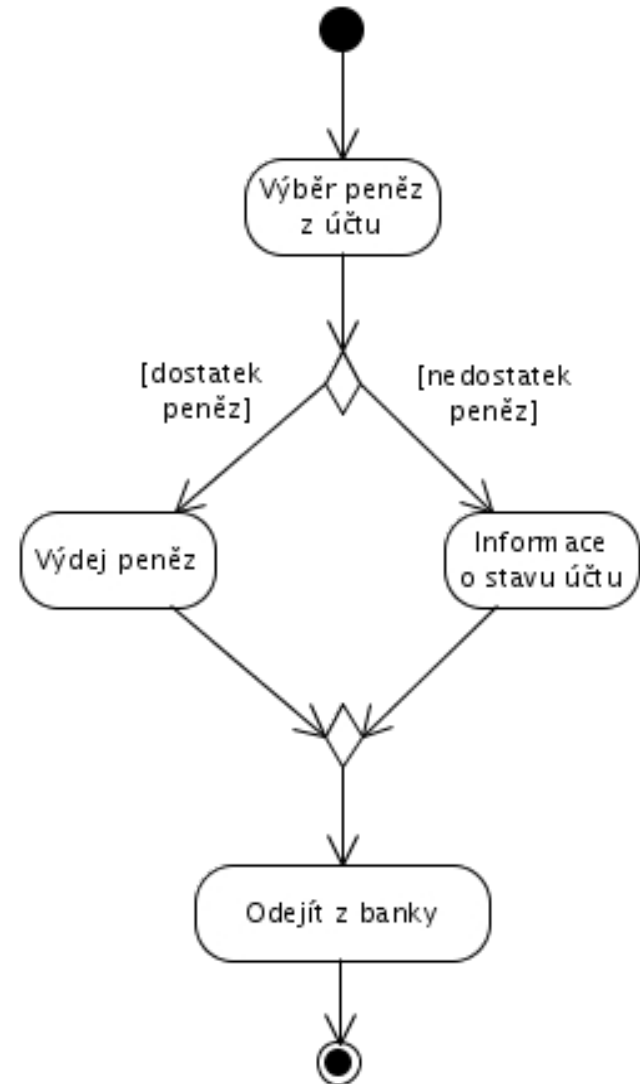 Výběr peněz
z účtu
[dostatek
peněz]
[nedostatek
peněz]
Výdej peněz
Informace
o stavu účtu
Odejít z banky